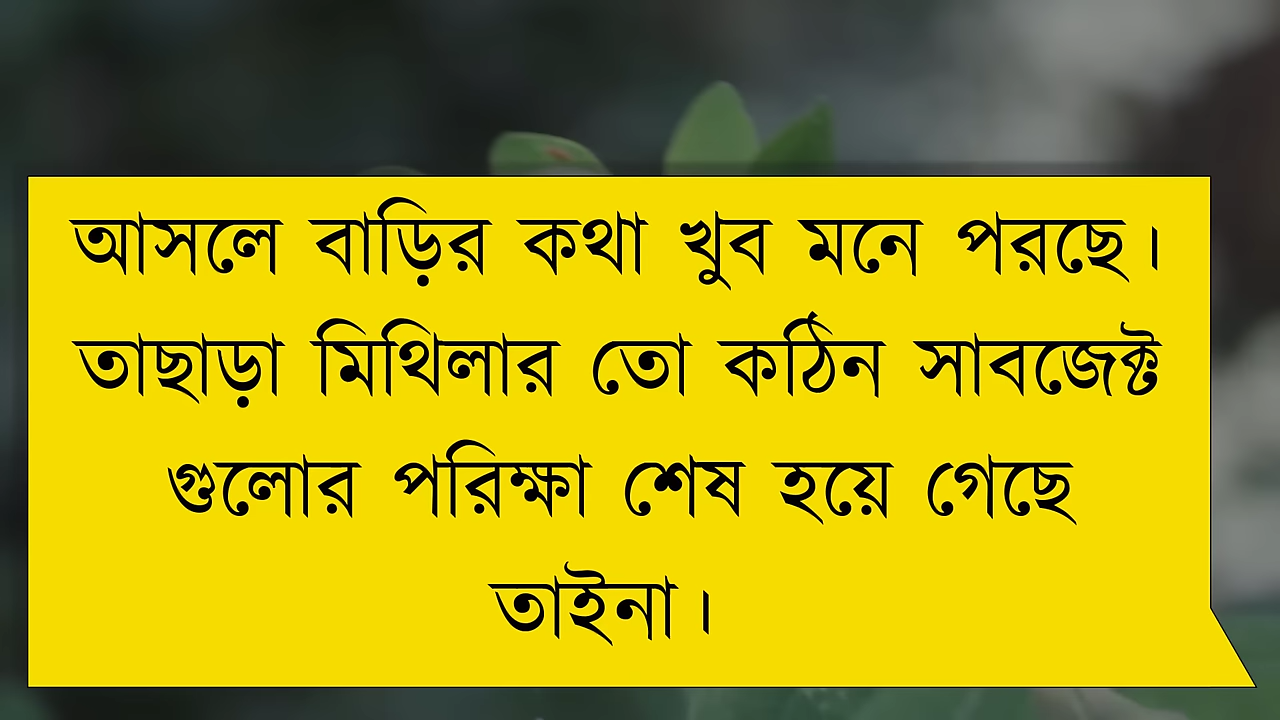 আসলে বাড়ির কথা খুব মনে পরছে।
তাছাড়া মিথিলার তো কঠিন সাবজেক্ট
গুলোর পরিক্ষা শেষ হয়ে গেছে
তাইনা।